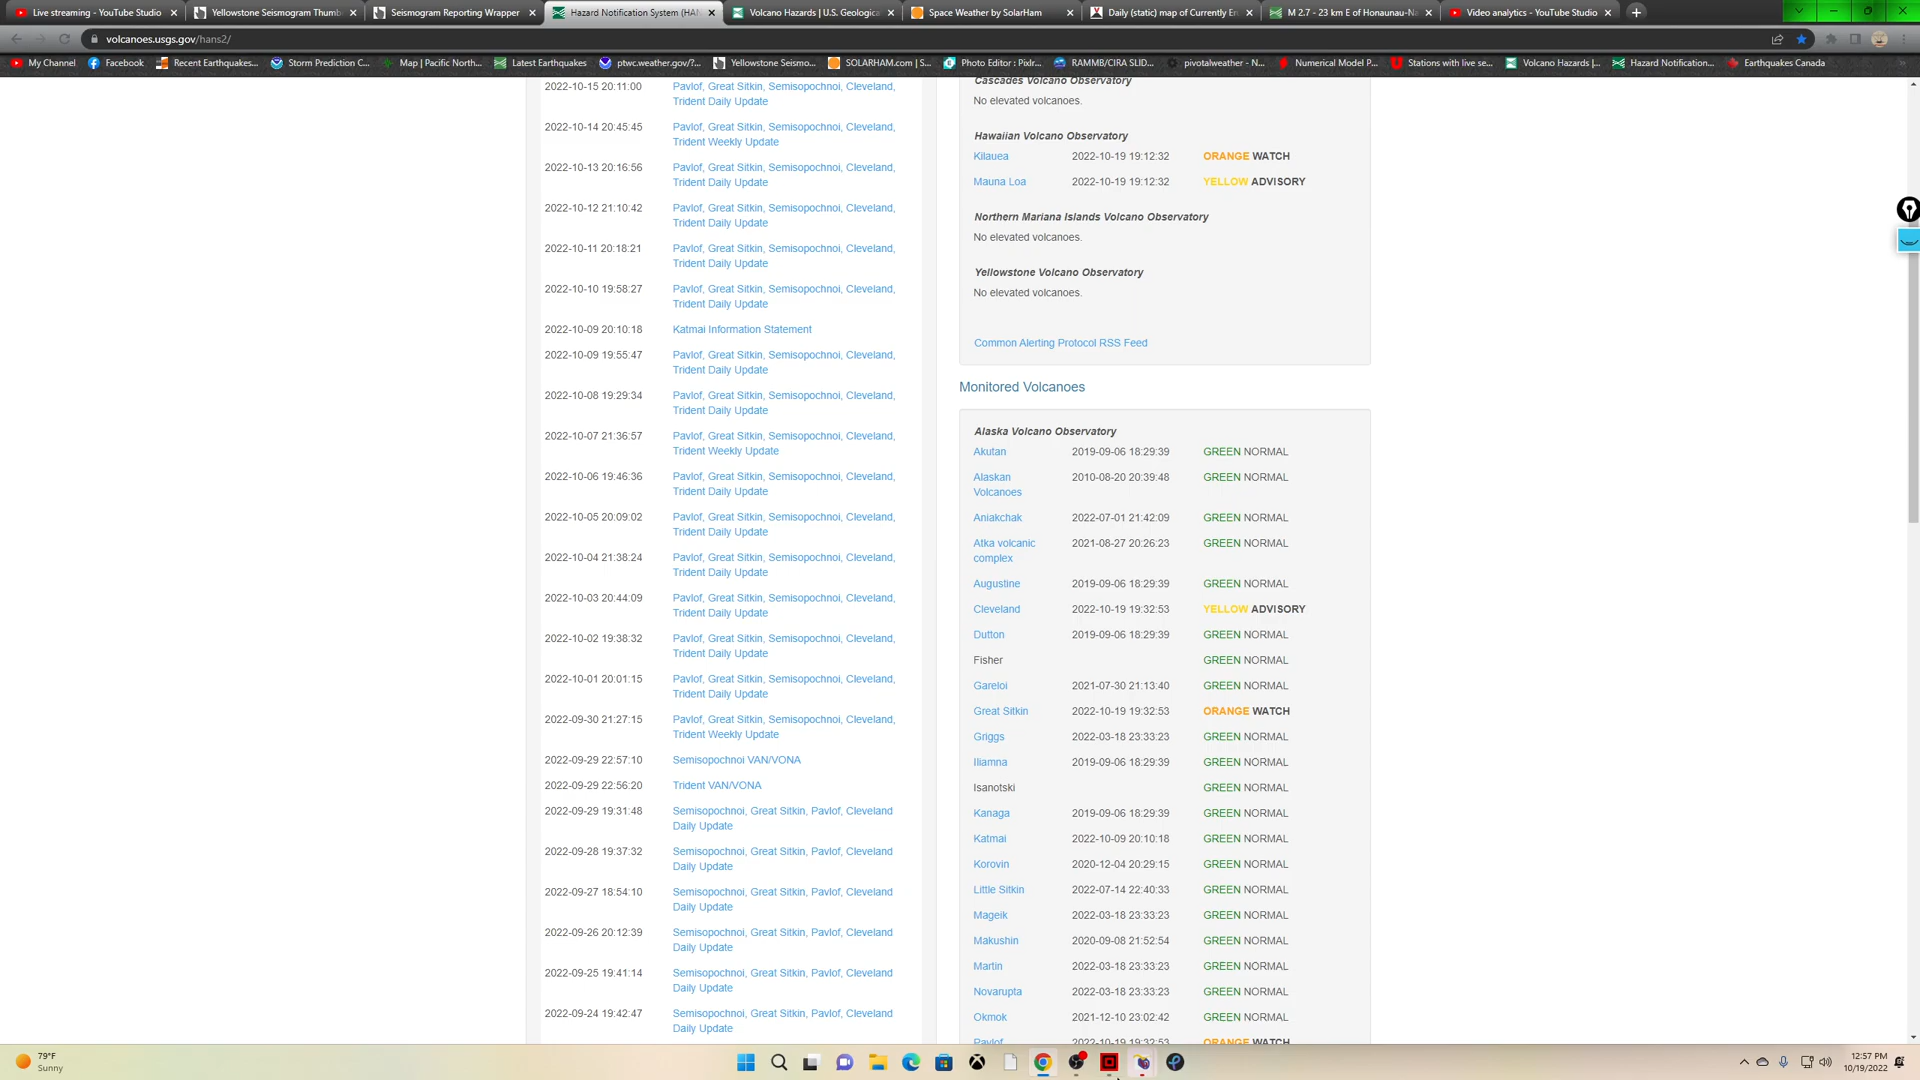 Live streaming - YouTube Studio
Yellowstone Seismogram Thumb
Seismogram Reporting Wrapper
Hazard Notification System (HAN
Volcano Hazards | U.S. Geologica
Space Weather by SolarHam
Daily (static) map of Currently En
M 2.7 - 23 km E of Honaunau-Na
Video analytics - YouTube Studio
volcanoes.usgs.gov/hans2/
My Channel
Facebook
Recent Earthquakes...
Storm Prediction C...
Map | Pacific North...
Latest Earthquakes
ptwc.weather.gov/?...
Yellowstone Seismo...
SOLARHAM.com | S...
Photo Editor : Pixlr...
RAMMB/CIRA SLID...
pivotalweather - N...
Numerical Model P...
Stations with live se...
Volcano Hazards |...
Hazard Notification...
Earthquakes Canada
2022-10-15 20:11:00 Pavlof, Great Sitkin, Semisopochnoi, Cleveland,
Trident Daily Update
2022-10-14 20:45:45 Pavlof, Great Sitkin, Semisopochnoi, Cleveland,
Trident Weekly Update
2022-10-13 20:16:56 Pavlof, Great Sitkin, Semisopochnoi, Cleveland,
Trident Daily Update
2022-10-12 21:10:42 Pavlof, Great Sitkin, Semisopochnoi, Cleveland,
Trident Daily Update
2022-10-11 20:18:21 Pavlof, Great Sitkin, Semisopochnoi, Cleveland,
Trident Daily Update
2022-10-10 19:58:27 Pavlof, Great Sitkin, Semisopochnoi, Cleveland,
Trident Daily Update
2022-10-09 20:10:18 Katmai Information Statement
2022-10-09 19:55:47 Pavlof, Great Sitkin, Semisopochnoi, Cleveland,
Trident Daily Update
2022-10-08 19:29:34 Pavlof, Great Sitkin, Semisopochnoi, Cleveland,
Trident Daily Update
2022-10-07 21:36:57 Pavlof, Great Sitkin, Semisopochnoi, Cleveland,
Trident Weekly Update
2022-10-06 19:46:36 Pavlof, Great Sitkin, Semisopochnoi, Cleveland,
Trident Daily Update
2022-10-05 20:09:02 Pavlof, Great Sitkin, Semisopochnoi, Cleveland,
Trident Daily Update
2022-10-04 21:38:24 Pavlof, Great Sitkin, Semisopochnoi, Cleveland,
Trident Daily Update
2022-10-03 20:44:09 Pavlof, Great Sitkin, Semisopochnoi, Cleveland,
Trident Daily Update
2022-10-02 19:38:32 Pavlof, Great Sitkin, Semisopochnoi, Cleveland,
Trident Daily Update
2022-10-01 20:01:15 Pavlof, Great Sitkin, Semisopochnoi, Cleveland,
Trident Daily Update
2022-09-30 21:27:15 Pavlof, Great Sitkin, Semisopochnoi, Cleveland,
Trident Weekly Update
2022-09-29 22:57:10 Semisopochnoi VAN/VONA
2022-09-29 22:56:20 Trident VAN/VONA
2022-09-29 19:31:48 Semisopochnoi, Great Sitkin, Pavlof, Cleveland
Daily Update
2022-09-28 19:37:32 Semisopochnoi, Great Sitkin, Pavlof, Cleveland
Daily Update
2022-09-27 18:54:10 Semisopochnoi, Great Sitkin, Pavlof, Cleveland
Daily Update
2022-09-26 20:12:39 Semisopochnoi, Great Sitkin, Pavlof, Cleveland
Daily Update
2022-09-25 19:41:14 Semisopochnoi, Great Sitkin, Pavlof, Cleveland
Daily Update
2022-09-24 19:42:47 Semisopochnoi, Great Sitkin, Pavlof, Cleveland
Daily Update
Cascades Volcano Observatory
No elevated volcanoes.
Hawaiian Volcano Observatory
Kilauea 2022-10-19 19:12:32 ORANGE WATCH
Mauna Loa 2022-10-19 19:12:32 YELLOW ADVISORY
Northern Mariana Islands Volcano Observatory
No elevated volcanoes.
Yellowstone Volcano Observatory
No elevated volcanoes.
Common Alerting Protocol RSS Feed
Monitored Volcanoes
Alaska Volcano Observatory
Akutan 2019-09-06 18:29:39 GREEN NORMAL
Alaskan 2010-08-20 20:39:48 GREEN NORMAL
Volcanoes
Aniakchak 2022-07-01 21:42:09 GREEN NORMAL
Atka volcanic 2021-08-27 20:26:23 GREEN NORMAL
complex
Augustine 2019-09-06 18:29:39 GREEN NORMAL
Cleveland 2022-10-19 19:32:53 YELLOW ADVISORY
Dutton 2019-09-06 18:29:39 GREEN NORMAL
Fisher GREEN NORMAL
Gareloi 2021-07-30 21:13:40 GREEN NORMAL
Great Sitkin 2022-10-19 19:32:53 ORANGE WATCH
Griggs 2022-03-18 23:33:23 GREEN NORMAL
Iliamna 2019-09-06 18:29:39 GREEN NORMAL
Isanotski GREEN NORMAL
Kanaga 2019-09-06 18:29:39 GREEN NORMAL
Katmai 2022-10-09 20:10:18 GREEN NORMAL
Korovin 2020-12-04 20:29:15 GREEN NORMAL
Little Sitkin 2022-07-14 22:40:33 GREEN NORMAL
Mageik 2022-03-18 23:33:23 GREEN NORMAL
Makushin 2020-09-08 21:52:54 GREEN NORMAL
Martin 2022-03-18 23:33:23 GREEN NORMAL
Novarupta 2022-03-18 23:33:23 GREEN NORMAL
Okmok 2021-12-10 23:02:42 GREEN NORMAL
Pavlof 2022-10-19 19:32:53 ORANGE WATCH
79°F
Sunny
12:57 PM
10/19/2022